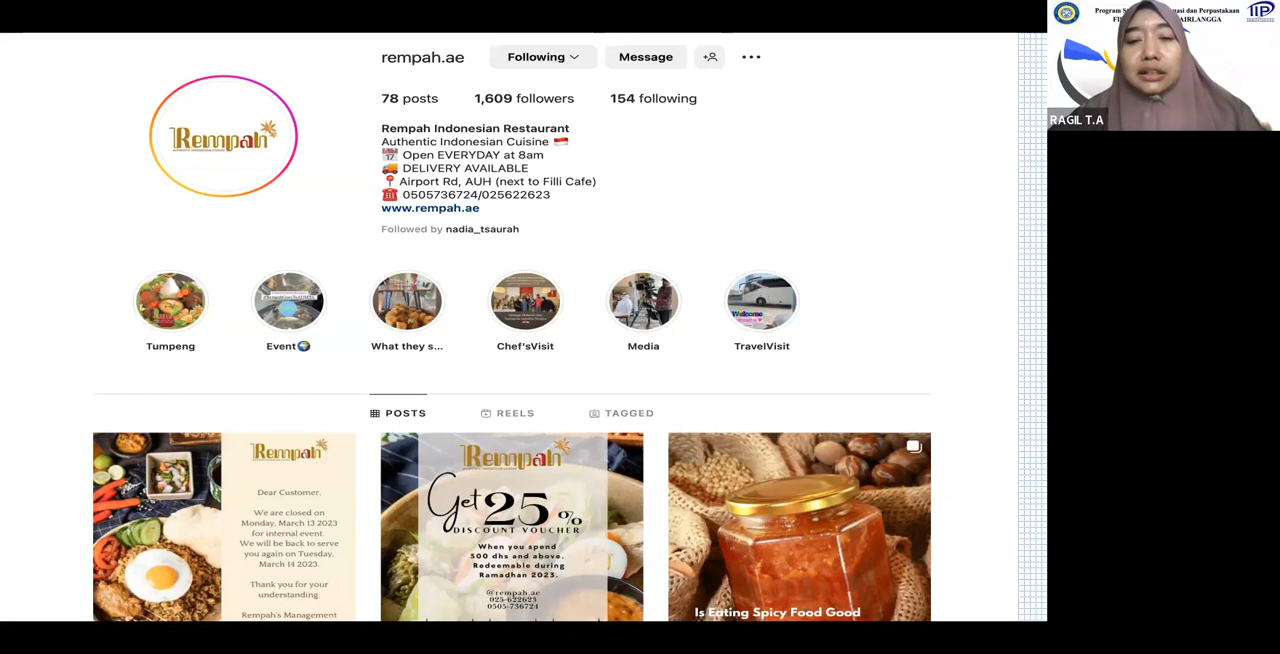 rempah.ae
Following
Message
78 posts
1,609 followers
154 following
Rempah Indonesian Restaurant
Authentic Indonesian Cuisine 🇮🇩
📅 Open EVERYDAY at 8am
🚚 DELIVERY AVAILABLE
📍 Airport Rd, AUH (next to Filli Cafe)
☎️ 0505736724/025622623
www.rempah.ae
Followed by nadia_tsaurah
Rempah
Tumpeng
Event🌍
What they s...
Chef'sVisit
Media
TravelVisit
Welcome
POSTS
REELS
TAGGED
Rempah
Dear Customer,
We are closed on
Monday, March 13 2023
for internal event.
We will be back to serve
you again on Tuesday,
March 14 2023.
Thank you for your
understanding.
Rempah's Management
Rempah
Get 25%
DISCOUNT VOUCHER
When you spend
500 dhs and above.
Redeemable during
Ramadhan 2023.
@rempah.ae
025-622623
0505-736724
Is Eating Spicy Food Good
Program S
asi dan Perpustakaan
AIRLANGGA
IIP
RAGIL T.A